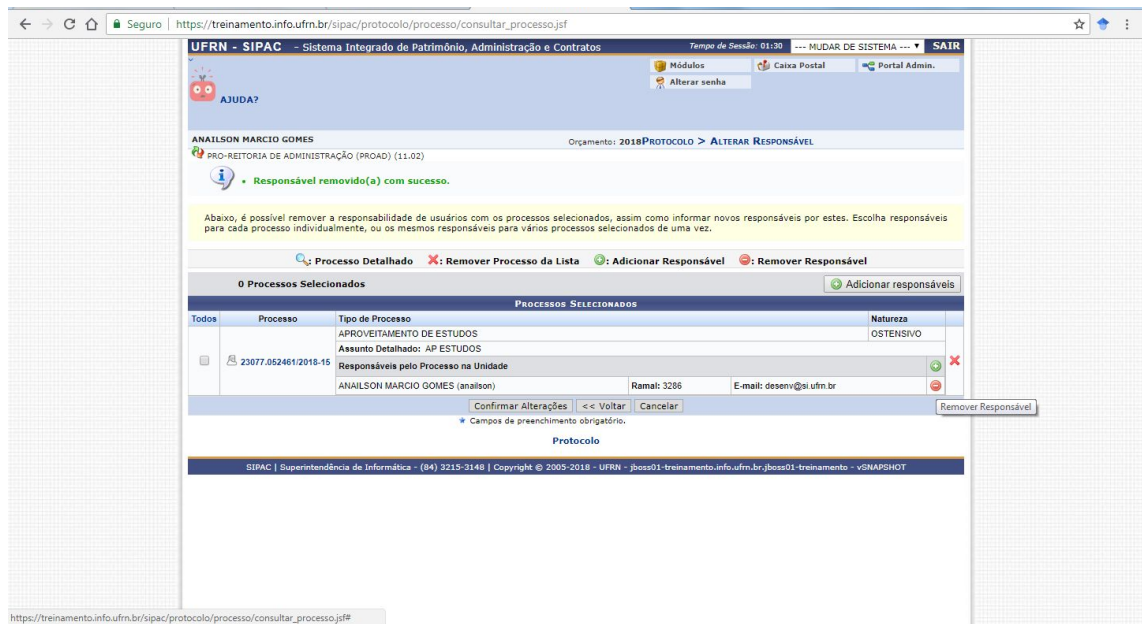 Seguro | https://treinamento.info.ufrn.br/sipac/protocolo/processo/consultar_processo.jsf
UFRN - SIPAC - Sistema Integrado de Patrimônio, Administração e Contratos Tempo de Sessão: 01:30 --- MUDAR DE SISTEMA --- SAIR
Módulos Caixa Postal Portal Admin.
Alterar senha
AJUDA?
ANAILSON MARCIO GOMES Orçamento: 2018 PROTOCOLO > ALTERAR RESPONSÁVEL
PRO-REITORIA DE ADMINISTRAÇÃO (PROAD) (11.02)
• Responsável removido(a) com sucesso.
Abaixo, é possível remover a responsabilidade de usuários com os processos selecionados, assim como informar novos responsáveis por estes. Escolha responsáveis
para cada processo individualmente, ou os mesmos responsáveis para vários processos selecionados de uma vez.
: Processo Detalhado : Remover Processo da Lista : Adicionar Responsável : Remover Responsável
0 Processos Selecionados Adicionar responsáveis
PROCESSOS SELECIONADOS
Todos Processo Tipo de Processo Natureza
APROVEITAMENTO DE ESTUDOS OSTENSIVO
Assunto Detalhado: AP ESTUDOS
23077.052461/2018-15 Responsáveis pelo Processo na Unidade
ANAILSON MARCIO GOMES (anailson) Ramal: 3286 E-mail: desenv@si.ufrn.br
Confirmar Alterações << Voltar Cancelar
Remover Responsável
Campos de preenchimento obrigatório.
Protocolo
SIPAC | Superintendência de Informática - (84) 3215-3148 | Copyright © 2005-2018 - UFRN - jboss01-treinamento.info.ufrn.br.jboss01-treinamento - vSNAPSHOT
https://treinamento.info.ufrn.br/sipac/protocolo/processo/consultar_processo.jsf#